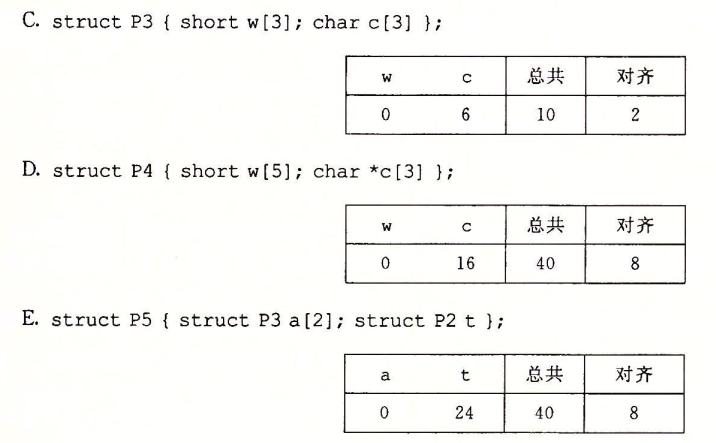 C. struct P3 { short w[3]; char c[3] };
w c 总共 对齐
0 6 10 2
D. struct P4 { short w[5]; char *c[3] };
w c 总共 对齐
0 16 40 8
E. struct P5 { struct P3 a[2]; struct P2 t };
a t 总共 对齐
0 24 40 8